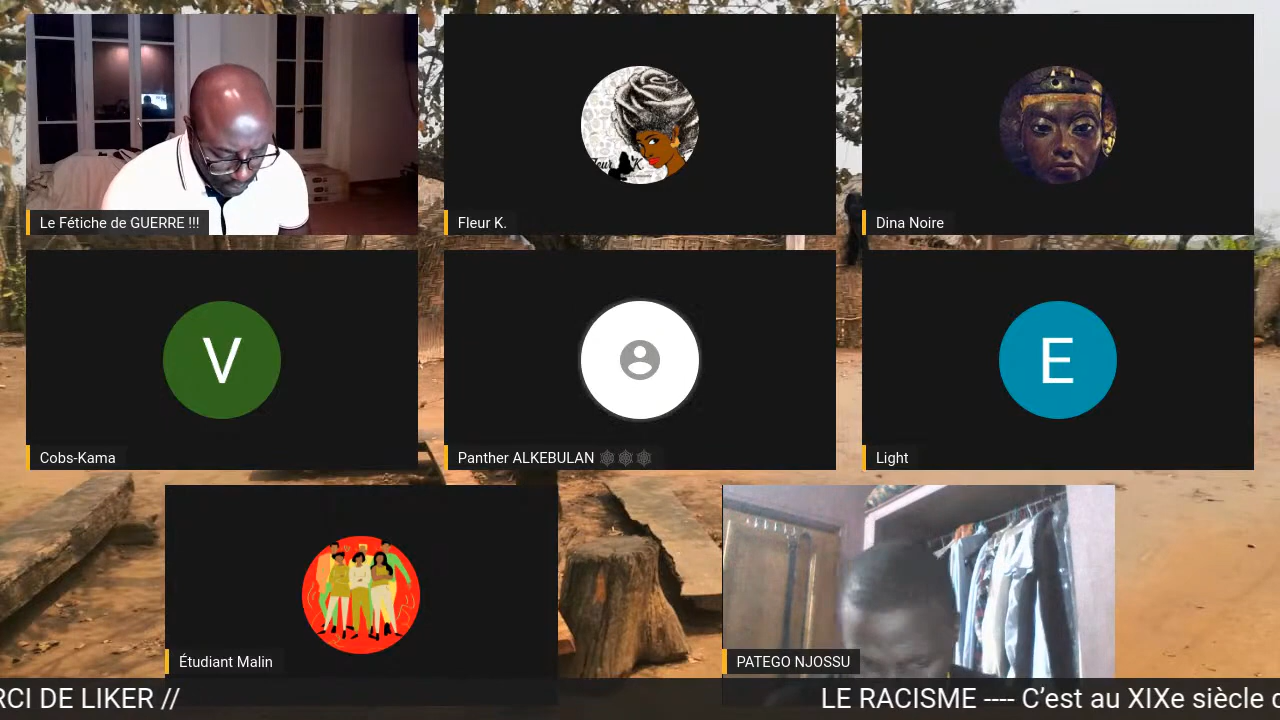 Le Fétiche de GUERRE !!!
Fleur K.
Dina Noire
V
Cobs-Kama
Panther ALKEBULAN
E
Light
Étudiant Malin
PATEGO NJOSSU
RCI DE LIKER // LE RACISME ---- C’est au XIXe siècle